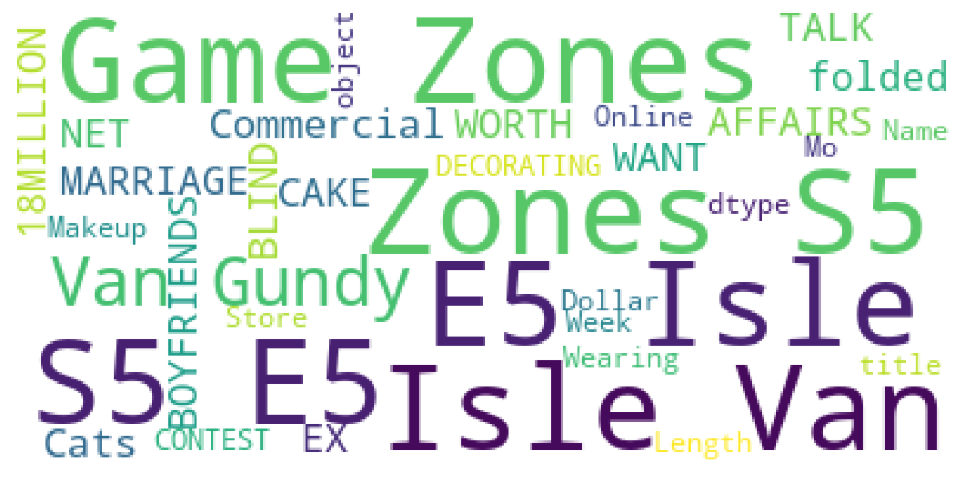 Game Zones
TALK
object
18MILLION
folded
Commercial
WORTH
Online
AFFAIRS
Name
NET
DECORATING
WANT
Mo
MARRIAGE
BLIND
CAKE
Zones S5
dtype
Makeup
BOYFRIENDS
Van Gundy
E5 Isle
Dollar
Store
Week
S5 E5
Wearing
title
Isle Van
Cats
CONTEST
EX
Length